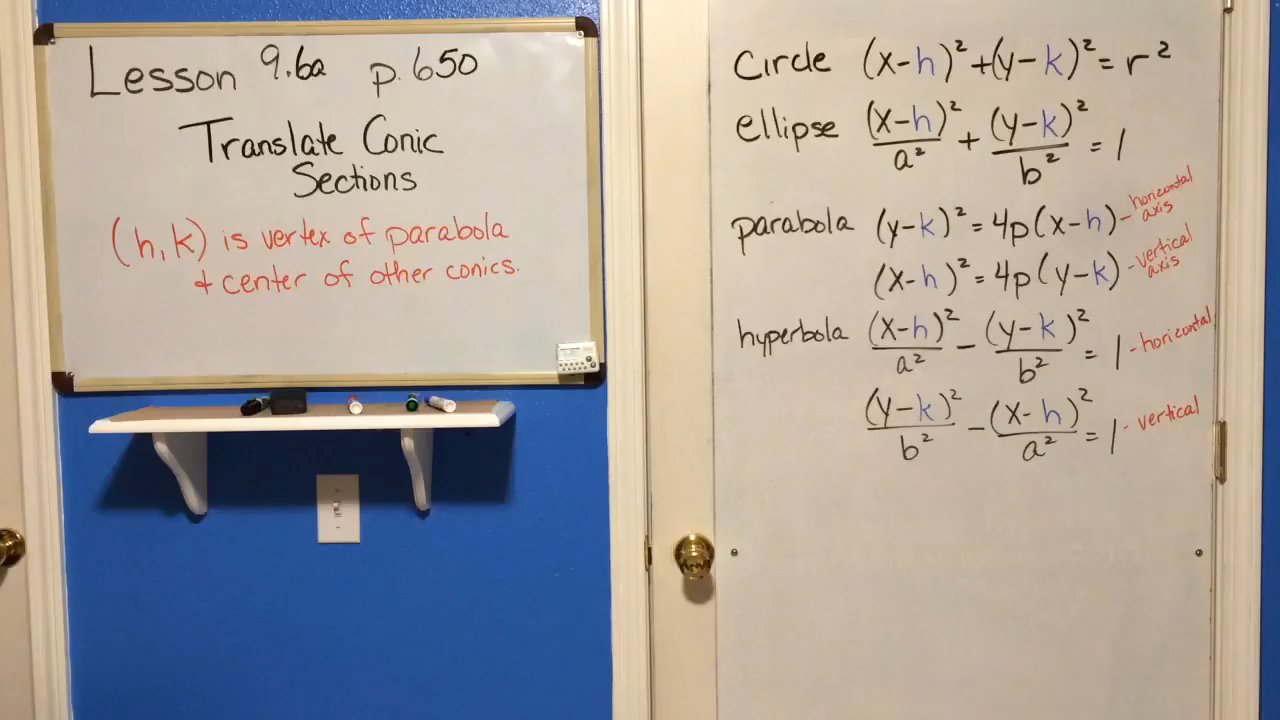 Lesson 9.6a p.650
Translate Conic
Sections
(h,k) is vertex of parabola
+ center of other conics.
Circle (x-h)²+(y-k)²=r²
ellipse (x-h)²/a² + (y-k)²/b² = 1
parabola (y-k)²=4p(x-h) - horizontal axis
(x-h)²=4p(y-k) - vertical axis
hyperbola (x-h)²/a² - (y-k)²/b² = 1 - horizontal
(y-k)²/b² - (x-h)²/a² = 1 - vertical